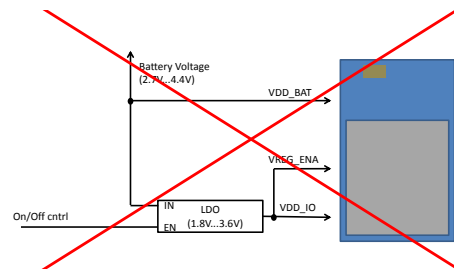 Battery Voltage
(2.7V...4.4V)
VDD_BAT
VREG_ENA
IN
LDO
(1.8V...3.6V)
VDD_IO
On/Off cntrl
EN